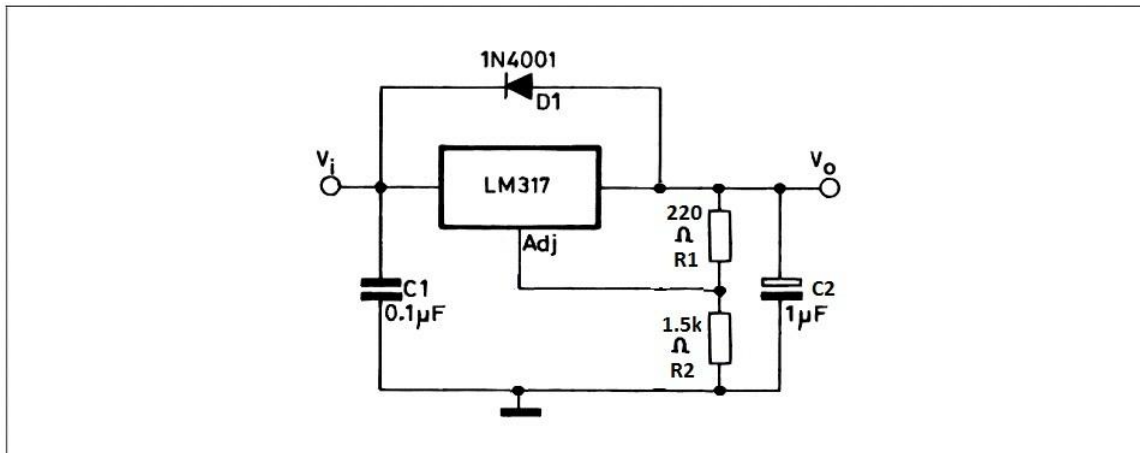 1N4001
D1
Vi
LM317
Vo
Adj
220
Ω
R1
C1
0.1µF
C2
1µF
1.5k
Ω
R2